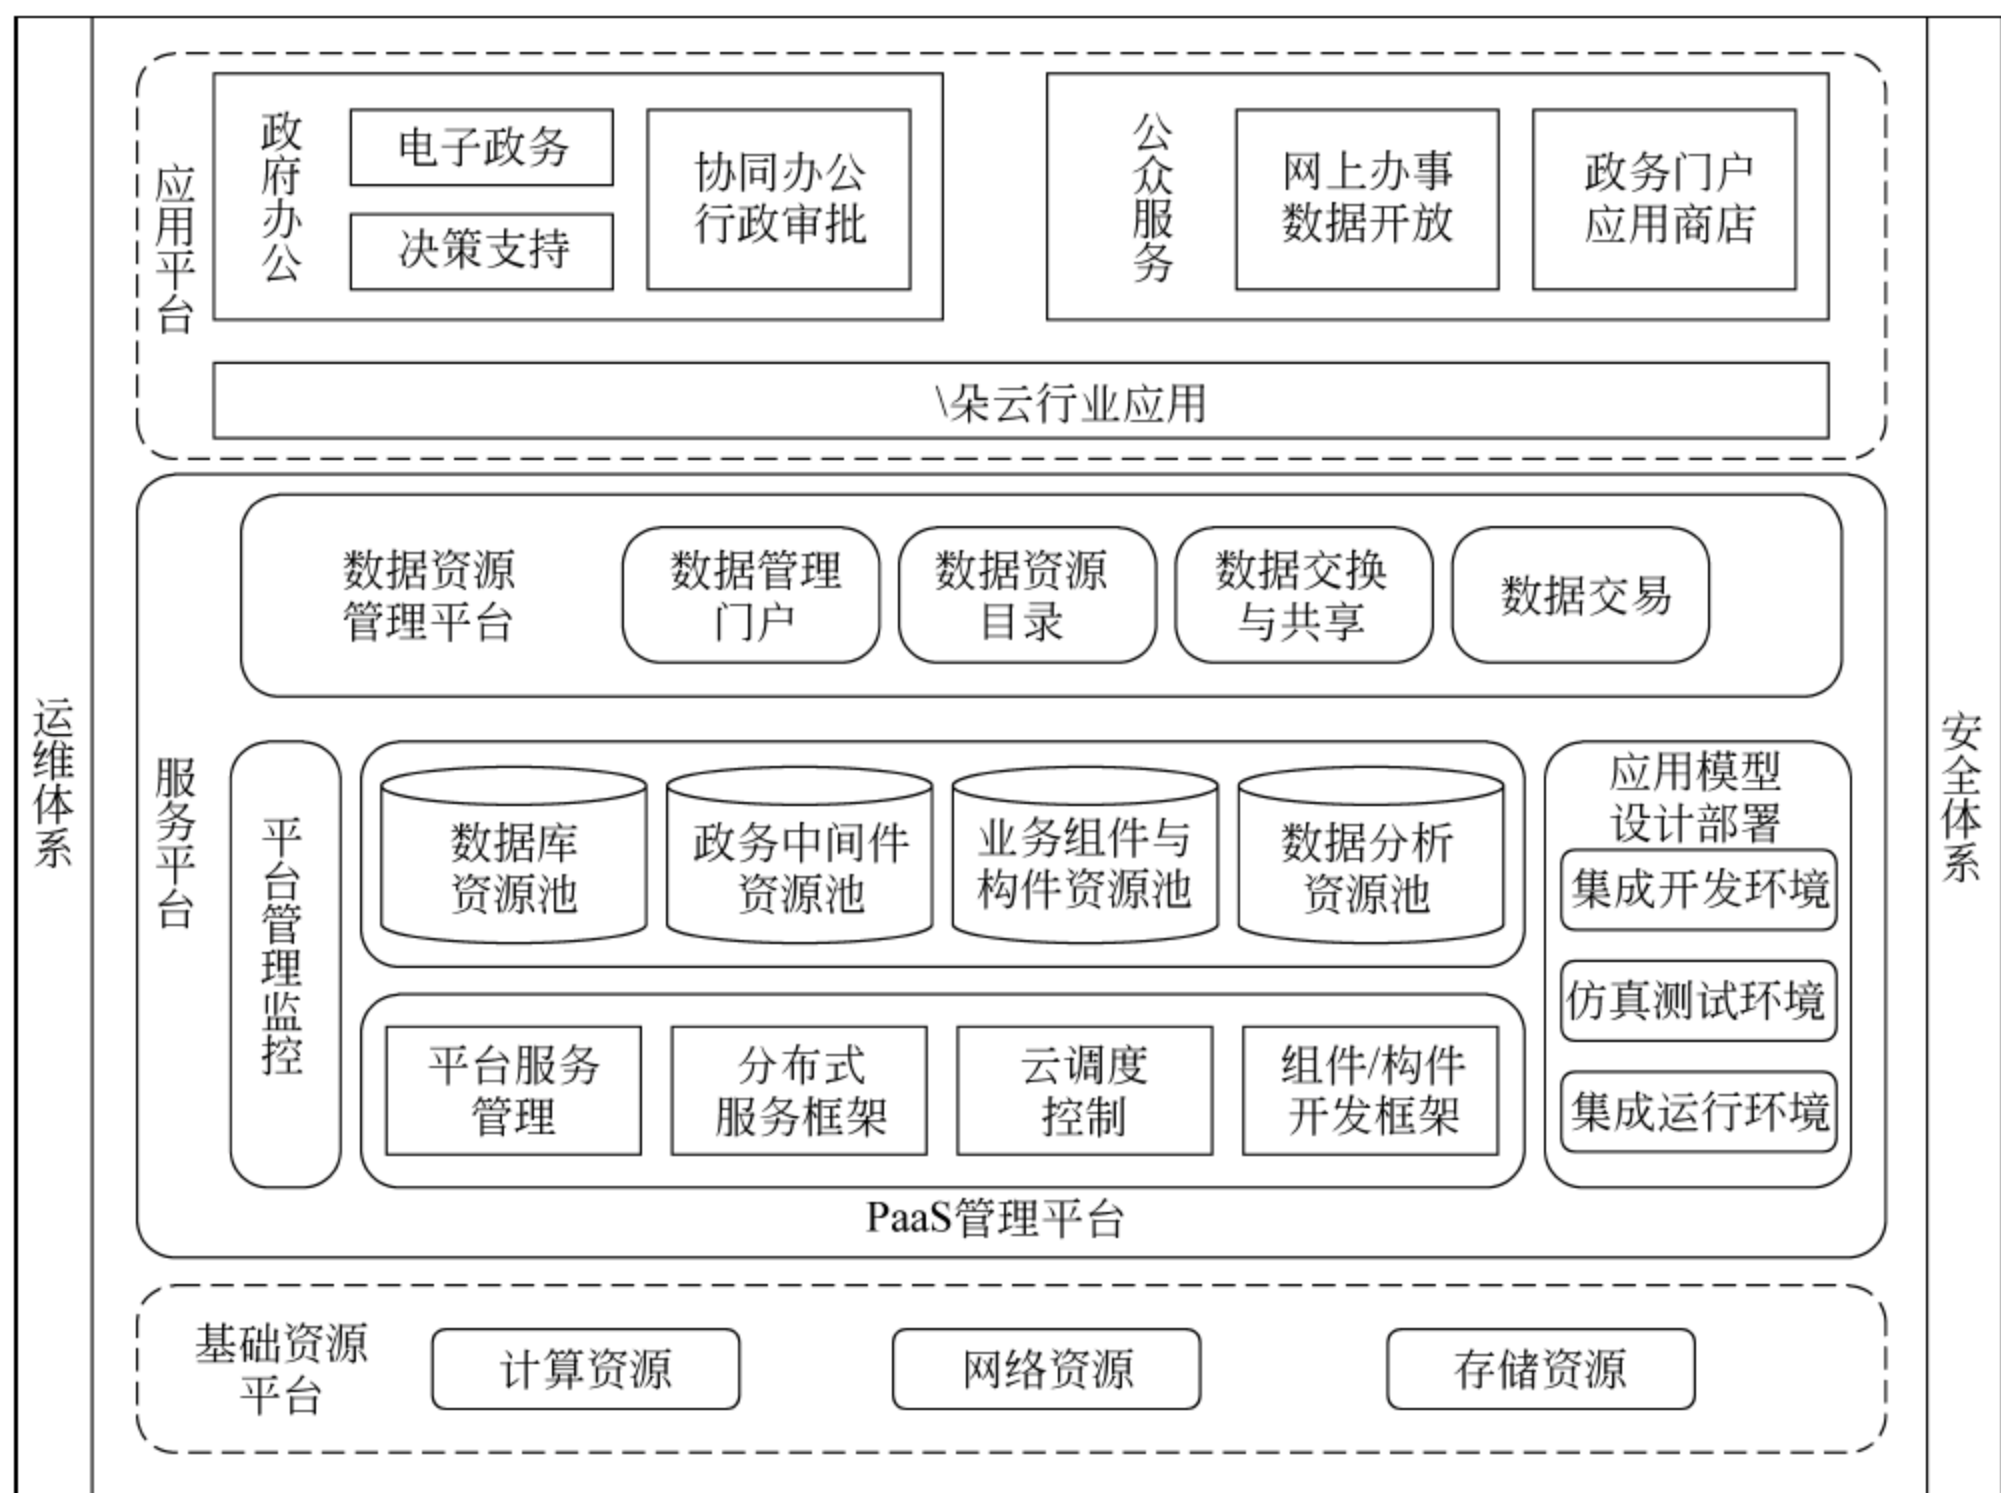 应用平台
政府办公
电子政务
决策支持
协同办公
行政审批
公众服务
网上办事
数据开放
政务门户
应用商店
\朵云行业应用
运维体系
安全体系
服务平台
数据资源
管理平台
数据管理
门户
数据资源
目录
数据交换
与共享
数据交易
平台管理监控
数据库
资源池
政务中间件
资源池
业务组件与
构件资源池
数据分析
资源池
平台服务
管理
分布式
服务框架
云调度
控制
组件/构件
开发框架
应用模型
设计部署
集成开发环境
仿真测试环境
集成运行环境
PaaS管理平台
基础资源
平台
计算资源
网络资源
存储资源